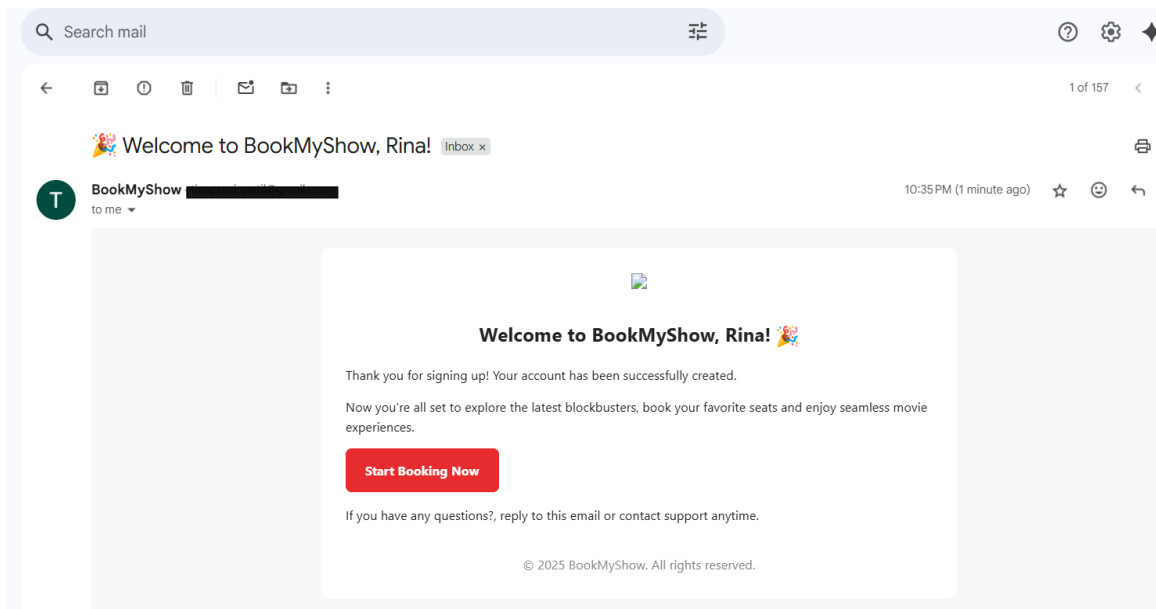 Search mail
1 of 157
🎉 Welcome to BookMyShow, Rina! Inbox ×
T
BookMyShow
10:35 PM (1 minute ago)
to me
Welcome to BookMyShow, Rina! 🎉
Thank you for signing up! Your account has been successfully created.
Now you're all set to explore the latest blockbusters, book your favorite seats and enjoy seamless movie
experiences.
Start Booking Now
If you have any questions?, reply to this email or contact support anytime.
© 2025 BookMyShow. All rights reserved.